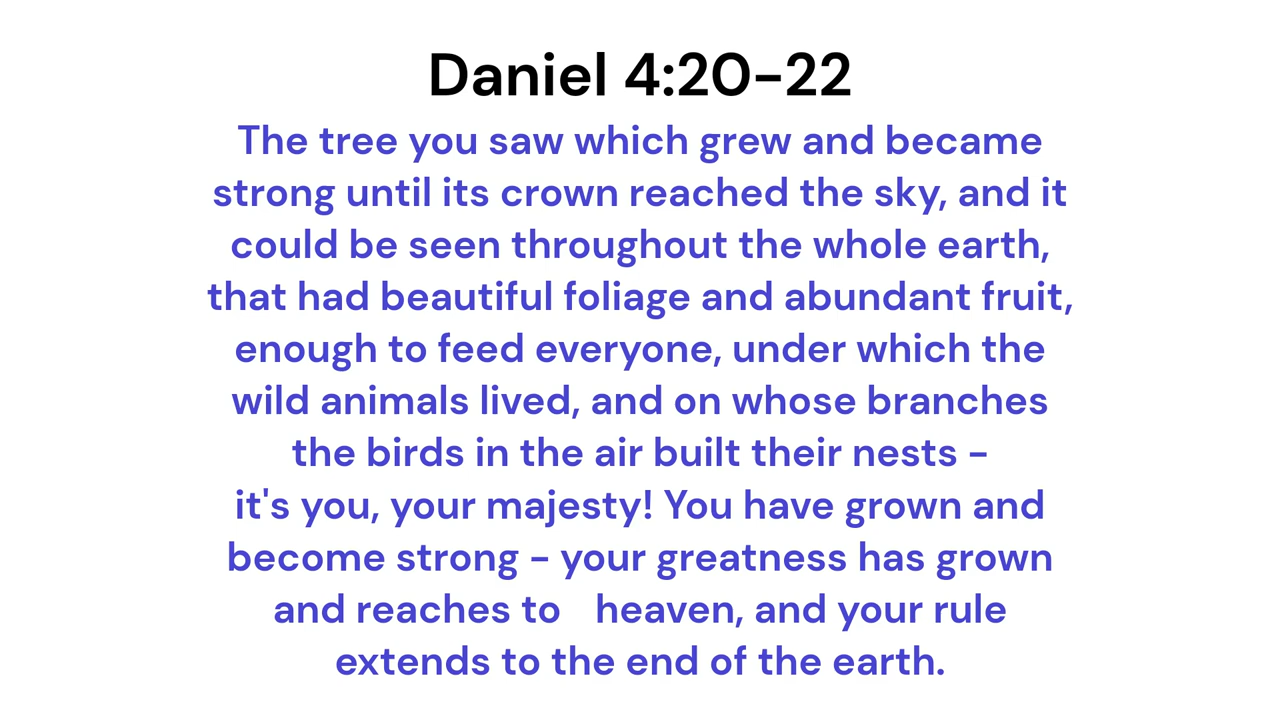 Daniel 4:20-22
The tree you saw which grew and became
strong until its crown reached the sky, and it
could be seen throughout the whole earth,
that had beautiful foliage and abundant fruit,
enough to feed everyone, under which the
wild animals lived, and on whose branches
the birds in the air built their nests -
it's you, your majesty! You have grown and
become strong - your greatness has grown
and reaches to   heaven, and your rule
extends to the end of the earth.